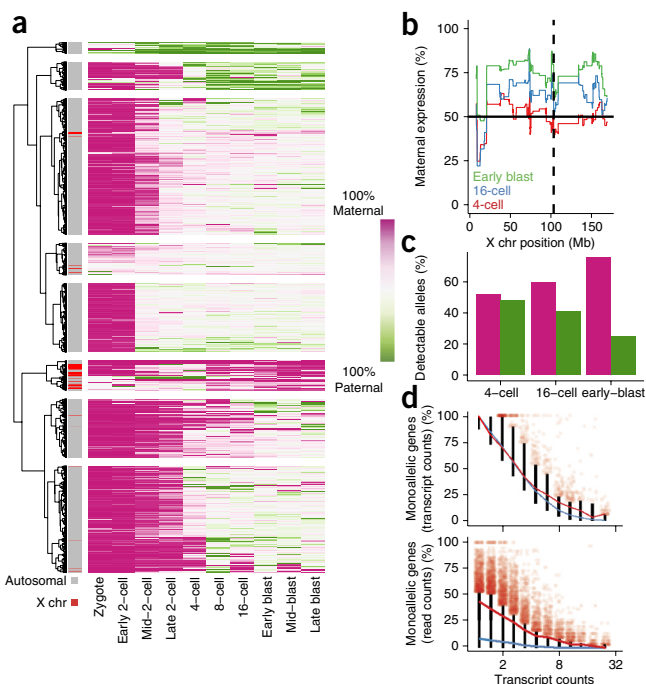 a
100%
Maternal
100%
Paternal
Autosomal
X chr
Zygote
Early 2-cell
Mid-2-cell
Late 2-cell
4-cell
8-cell
16-cell
Early blast
Mid-blast
Late blast
b
Maternal expression (%)
100
75
50
25
0
Early blast
16-cell
4-cell
0 50 100 150
X chr position (Mb)
c
Detectable alleles (%)
60
40
20
0
4-cell 16-cell early-blast
d
Monoallelic genes
(transcript counts) (%)
100
75
50
25
0
Monoallelic genes
(read counts) (%)
100
75
50
25
0
2 8 32
Transcript counts